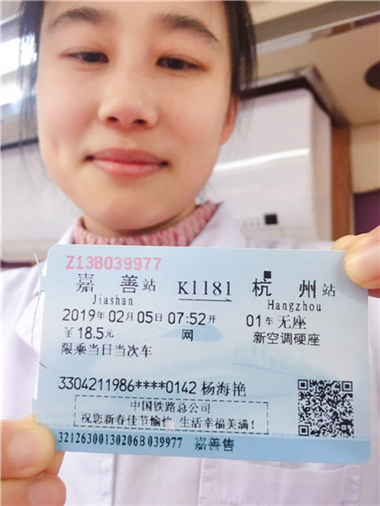 Z13B039977
嘉善站 K1181 杭州站
Jiashan Hangzhou
2019年02月05日07:52开 01车无座
￥18.5元 网 新空调硬座
限乘当日当次车
3304211986****0142 杨海艳
中国铁路总公司
祝您新春佳节愉快 生活幸福美满!
32126300130206B039977 嘉善售